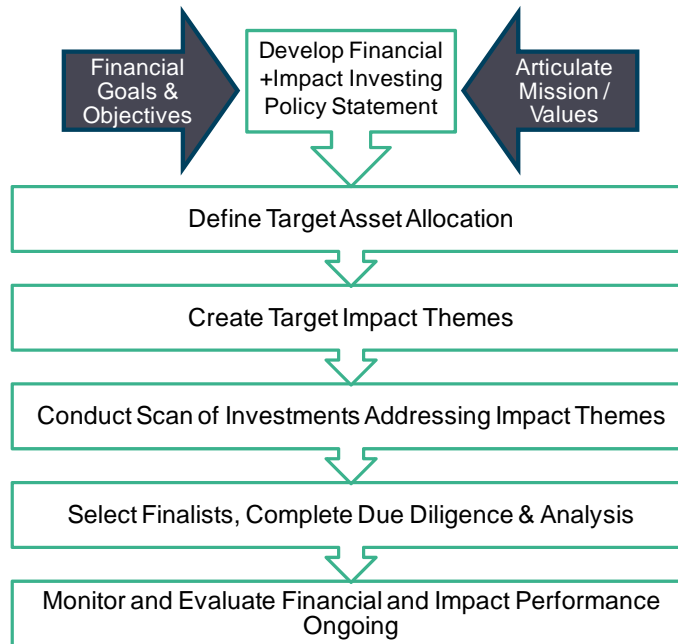 Financial
Goals &
Objectives
Develop Financial
+Impact Investing
Policy Statement
Articulate
Mission /
Values
Define Target Asset Allocation
Create Target Impact Themes
Conduct Scan of Investments Addressing Impact Themes
Select Finalists, Complete Due Diligence & Analysis
Monitor and Evaluate Financial and Impact Performance
Ongoing